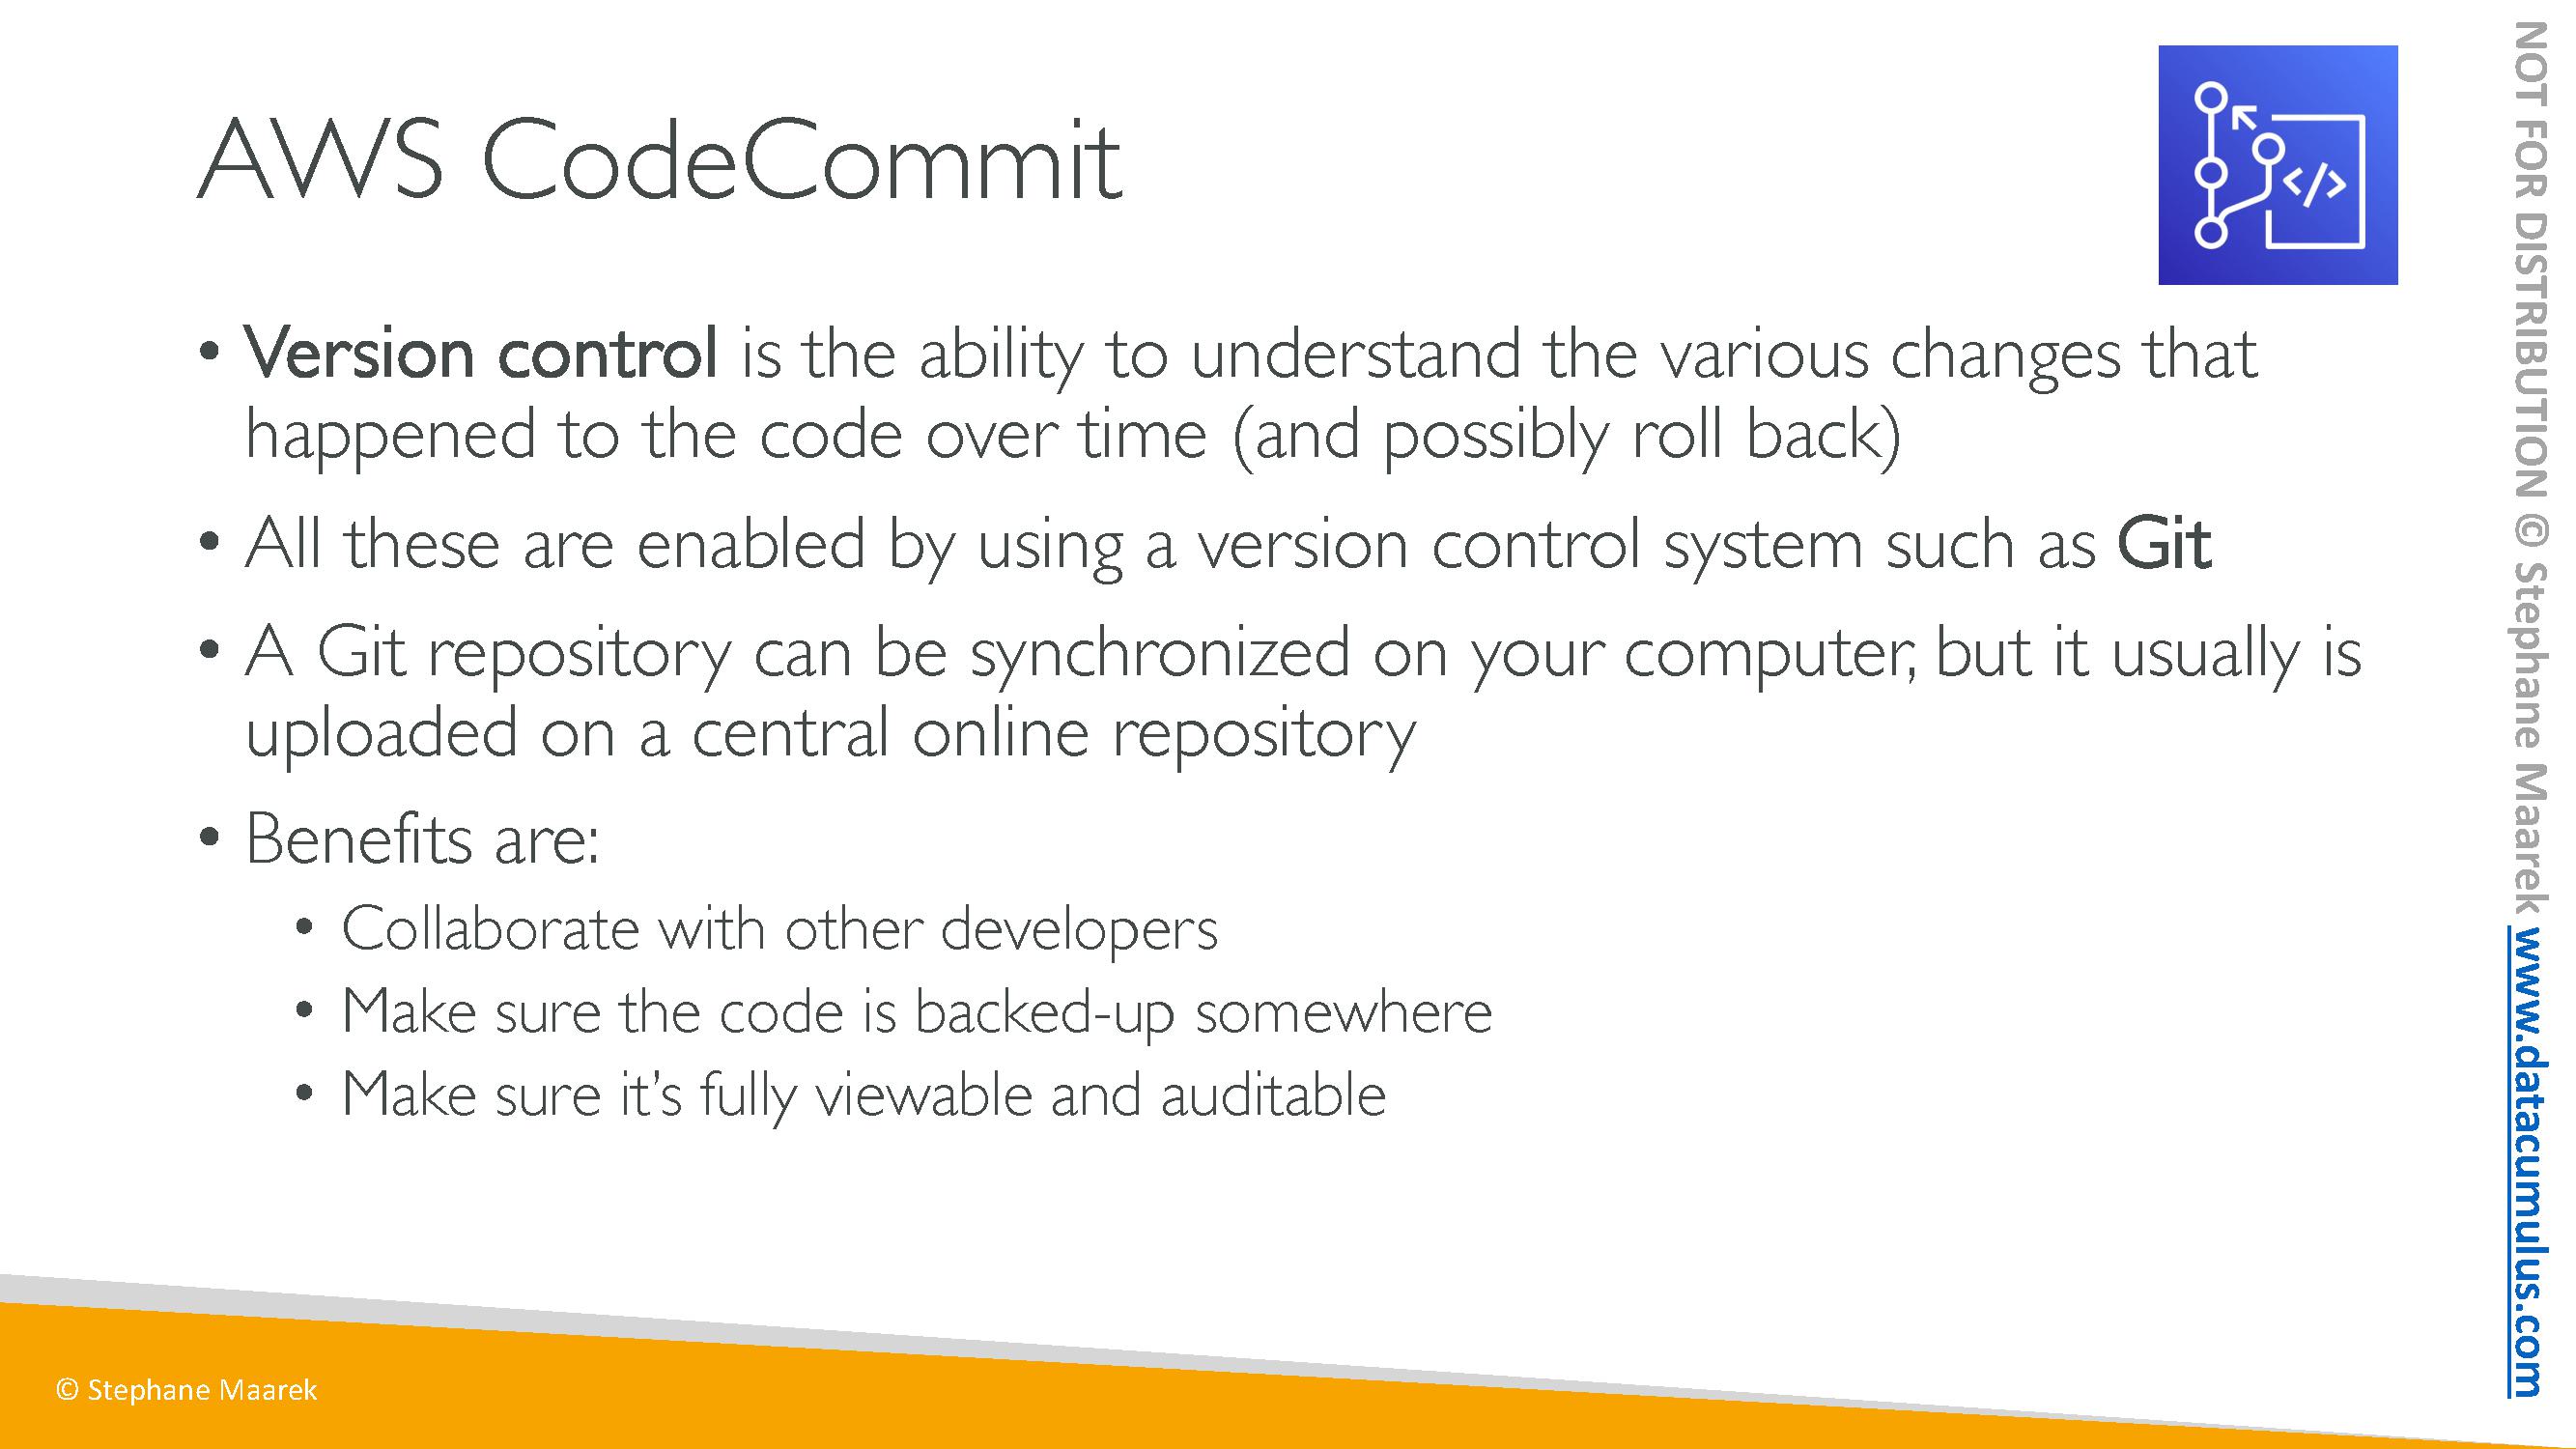 AWS CodeCommit
• Version control is the ability to understand the various changes that
happened to the code over time (and possibly roll back)
• All these are enabled by using a version control system such as Git
• A Git repository can be synchronized on your computer, but it usually is
uploaded on a central online repository
• Benefits are:
• Collaborate with other developers
• Make sure the code is backed-up somewhere
• Make sure it’s fully viewable and auditable
© Stephane Maarek
NOT FOR DISTRIBUTION © Stephane Maarek www.datacumulus.com